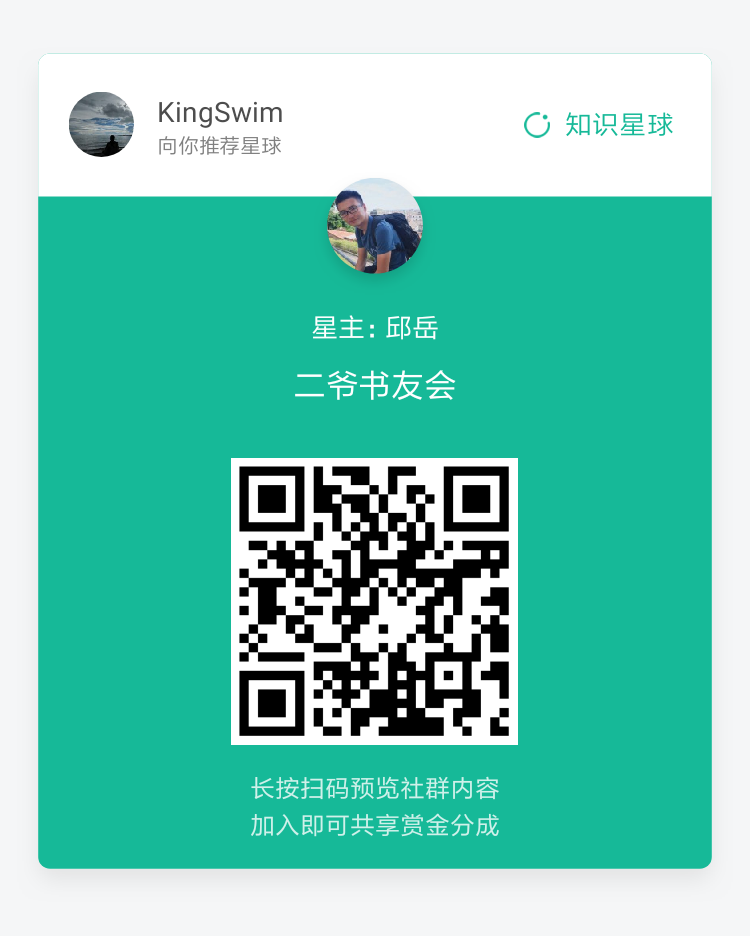 KingSwim
向你推荐星球
知识星球
星主: 邱岳
二爷书友会
长按扫码预览社群内容
加入即可共享赏金分成